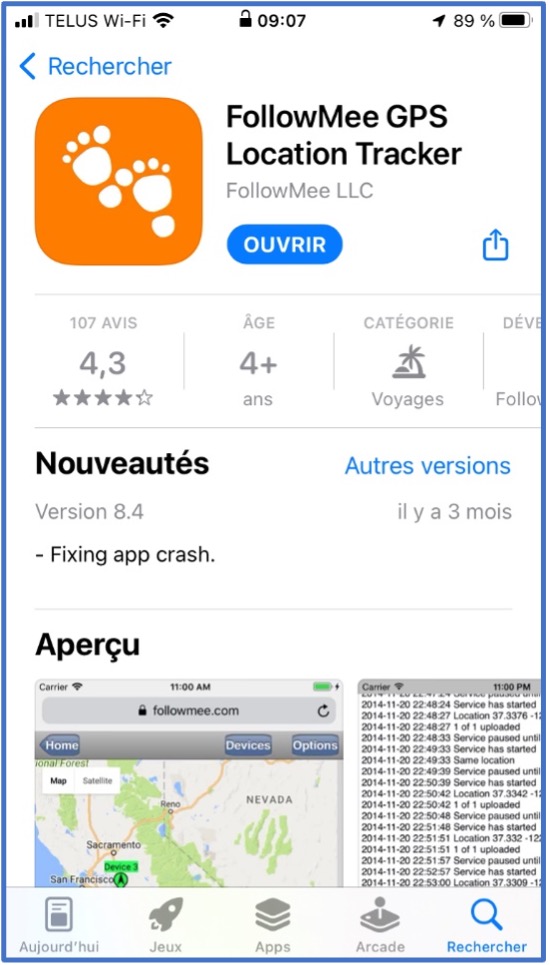 TELUS Wi-Fi 09:07 89 %
Rechercher
FollowMee GPS
Location Tracker
FollowMee LLC
OUVRIR
107 AVIS
4,3
ÂGE
4+
ans
CATÉGORIE
Voyages
DÉVE
Follow
Nouveautés Autres versions
Version 8.4 il y a 3 mois
- Fixing app crash.
Aperçu
Carrier 11:00 AM
followmee.com
Home Devices Options
ional Forest
Map Satellite
Reno
NEVADA
Sacramento
Device 3
San Francisco
Carrier 11:00 PM
2014-11-20 22:48:24 Service has started
2014-11-20 22:48:27 Location 37.3376 -12
2014-11-20 22:48:27 1 of 1 uploaded
2014-11-20 22:48:33 Service paused until
2014-11-20 22:49:33 Service has started
2014-11-20 22:49:33 Same location
2014-11-20 22:49:39 Service paused until
2014-11-20 22:50:39 Service has started
2014-11-20 22:50:42 Location 37.3342 -12
2014-11-20 22:50:42 1 of 1 uploaded
2014-11-20 22:50:48 Service paused until
2014-11-20 22:51:48 Service has started
2014-11-20 22:51:51 Location 37.332 -122
2014-11-20 22:51:51 1 of 1 uploaded
2014-11-20 22:51:57 Service paused until
2014-11-20 22:52:57 Service has started
2014-11-20 22:53:00 Location 37.3309 -12
Aujourd'hui Jeux Apps Arcade Rechercher